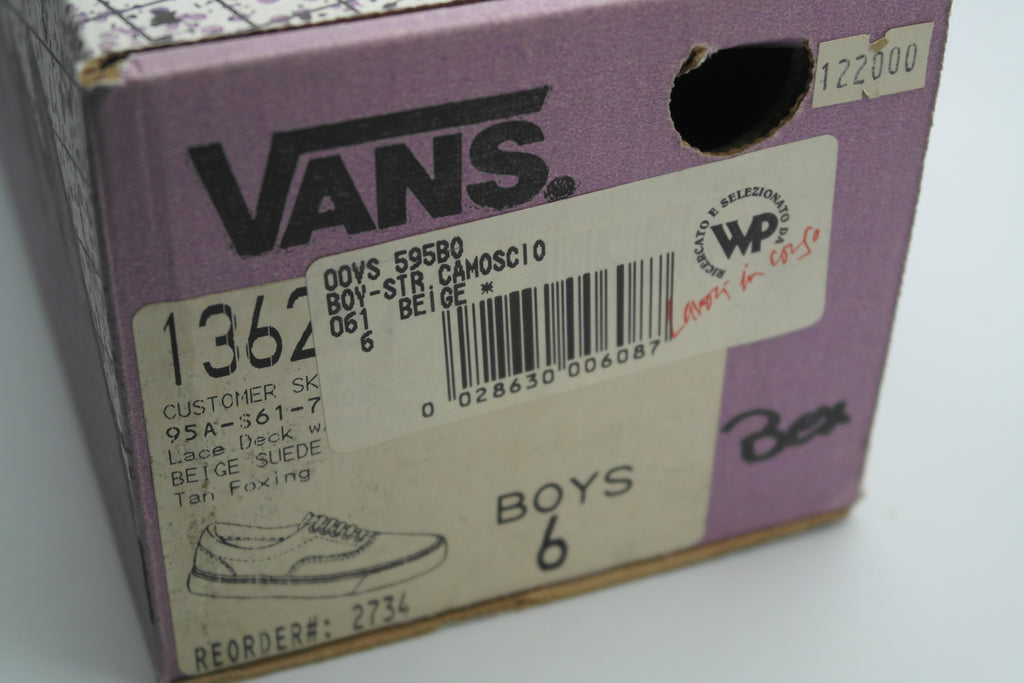 VANS.
122000
OOVS 595BO
BOY-STR CAMOSCIO
061 BEIGE *
6
RICERCATO E SELEZIONATO DA
WP
Lavori in corso
0 028630 006087
1362
CUSTOMER SK
95A-S61-7
Lace Deck w
BEIGE SUEDE
Tan Foxing
BOYS
6
REORDER#: 2734